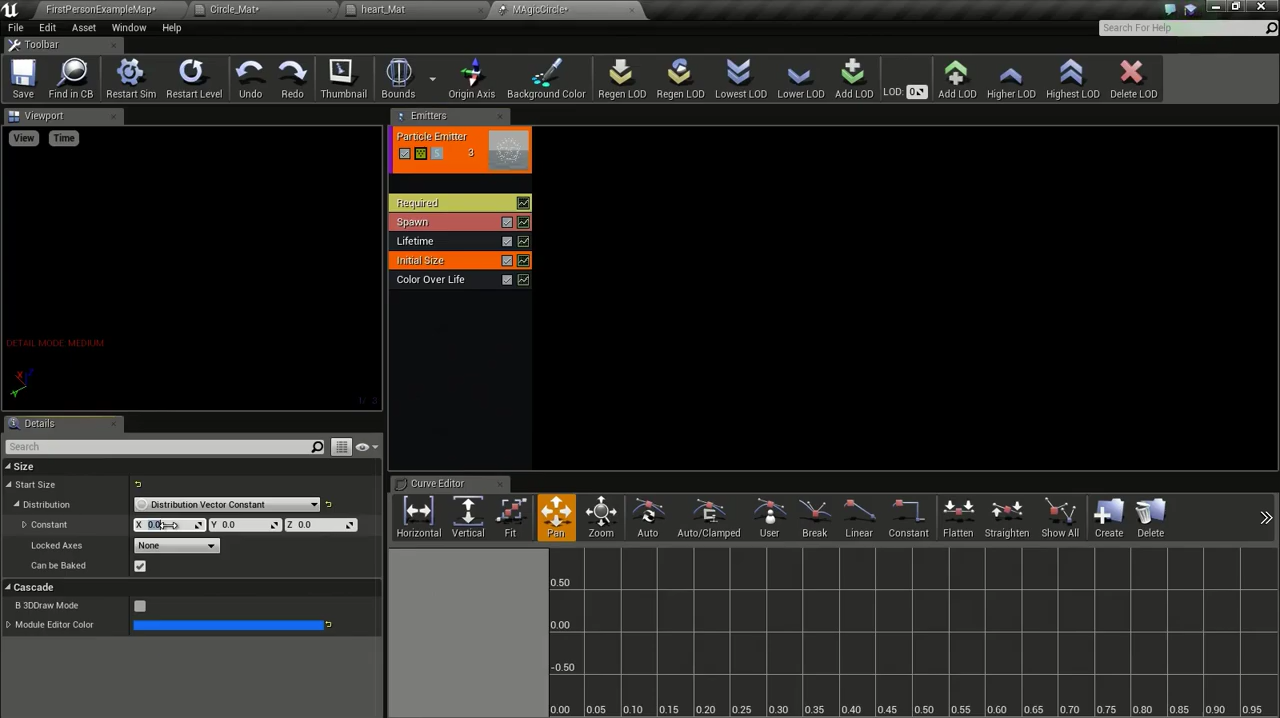 FirstPersonExampleMap*
Circle_Mat*
heart_Mat
MAgicCircle*
File
Edit
Asset
Window
Help
Search For Help
Toolbar
Save
Find in CB
Restart Sim
Restart Level
Undo
Redo
Thumbnail
Bounds
Origin Axis
Background Color
Regen LOD
Regen LOD
Lowest LOD
Lower LOD
Add LOD
LOD: 0
Add LOD
Higher LOD
Highest LOD
Delete LOD
Viewport
View
Time
DETAIL MODE: MEDIUM
X
Z
Y
1/ 3
Emitters
Particle Emitter
S
3
Required
Spawn
Lifetime
Initial Size
Color Over Life
Details
Search
Size
Start Size
Distribution
Distribution Vector Constant
Constant
X 0.0
Y 0.0
Z 0.0
Locked Axes
None
Can be Baked
Cascade
B 3DDraw Mode
Module Editor Color
Curve Editor
Horizontal
Vertical
Fit
Pan
Zoom
Auto
Auto/Clamped
User
Break
Linear
Constant
Flatten
Straighten
Show All
Create
Delete
0.50
0.00
-0.50
0.00 0.05 0.10 0.15 0.20 0.25 0.30 0.35 0.40 0.45 0.50 0.55 0.60 0.65 0.70 0.75 0.80 0.85 0.90 0.95